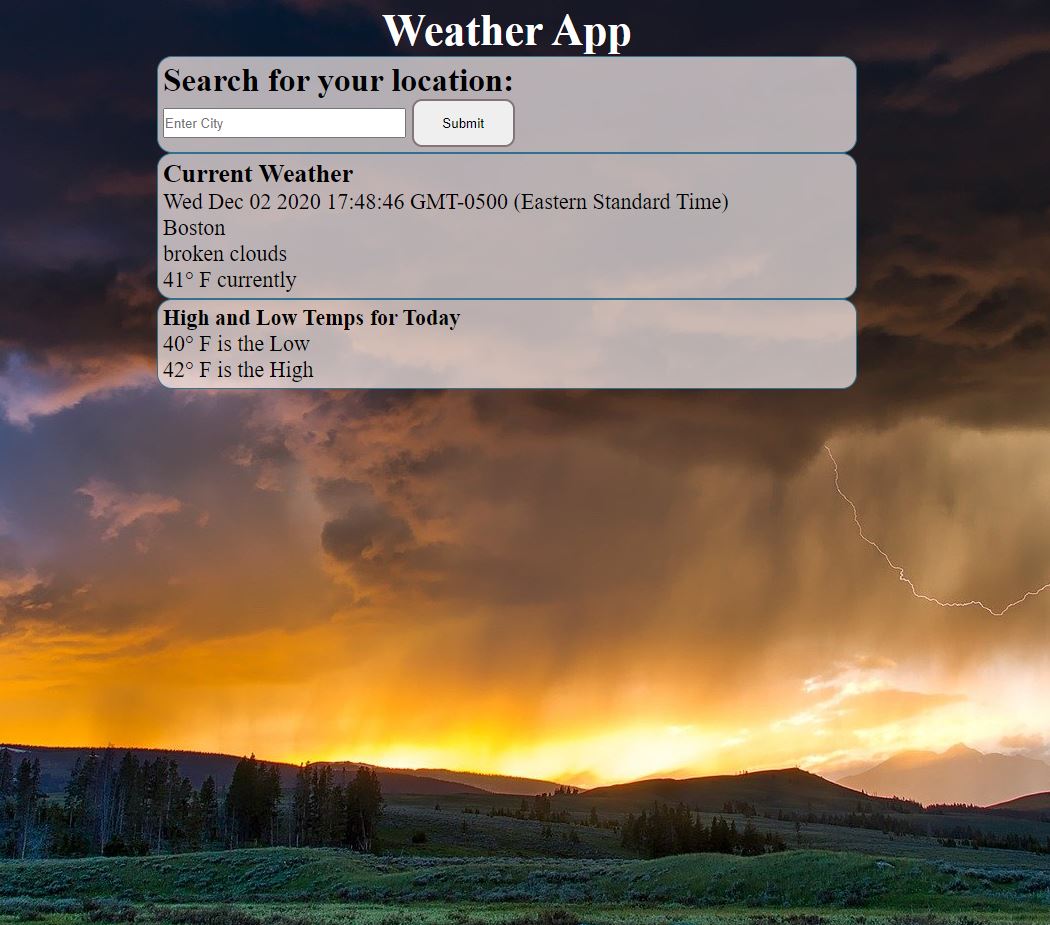 Weather App
Search for your location:
Enter City
Submit
Current Weather
Wed Dec 02 2020 17:48:46 GMT-0500 (Eastern Standard Time)
Boston
broken clouds
41° F currently
High and Low Temps for Today
40° F is the Low
42° F is the High